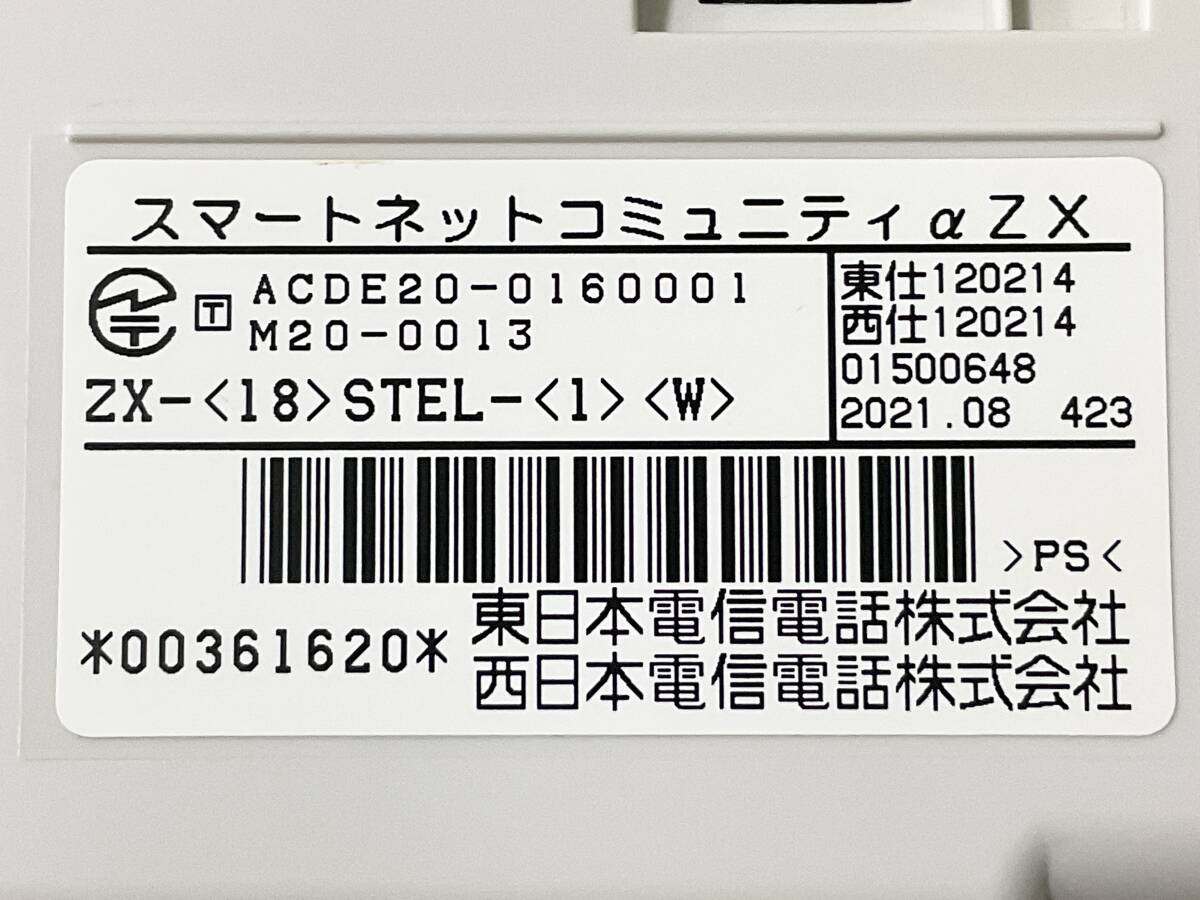 スマートネットコミュニティαZX
T ACDE20-0160001
M20-0013
ZX-<18>STEL-<1><W>
東仕120214
西仕120214
01500648
2021.08 423
>PS<
*00361620*
東日本電信電話株式会社
西日本電信電話株式会社